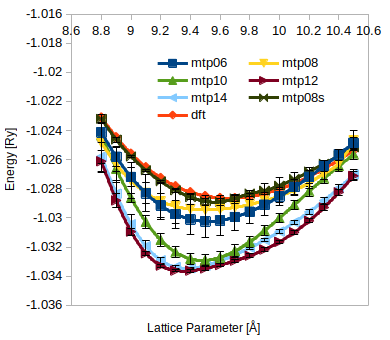 -1.016
8.6 8.8 9 9.2 9.4 9.6 9.8 10 10.2 10.4 10.6
-1.018
-1.02
mtp06 mtp08
mtp10 mtp12
-1.022
mtp14 mtp08s
dft
-1.024
-1.026
-1.028
-1.03
-1.032
-1.034
-1.036
Energy [Ry]
Lattice Parameter [Å]